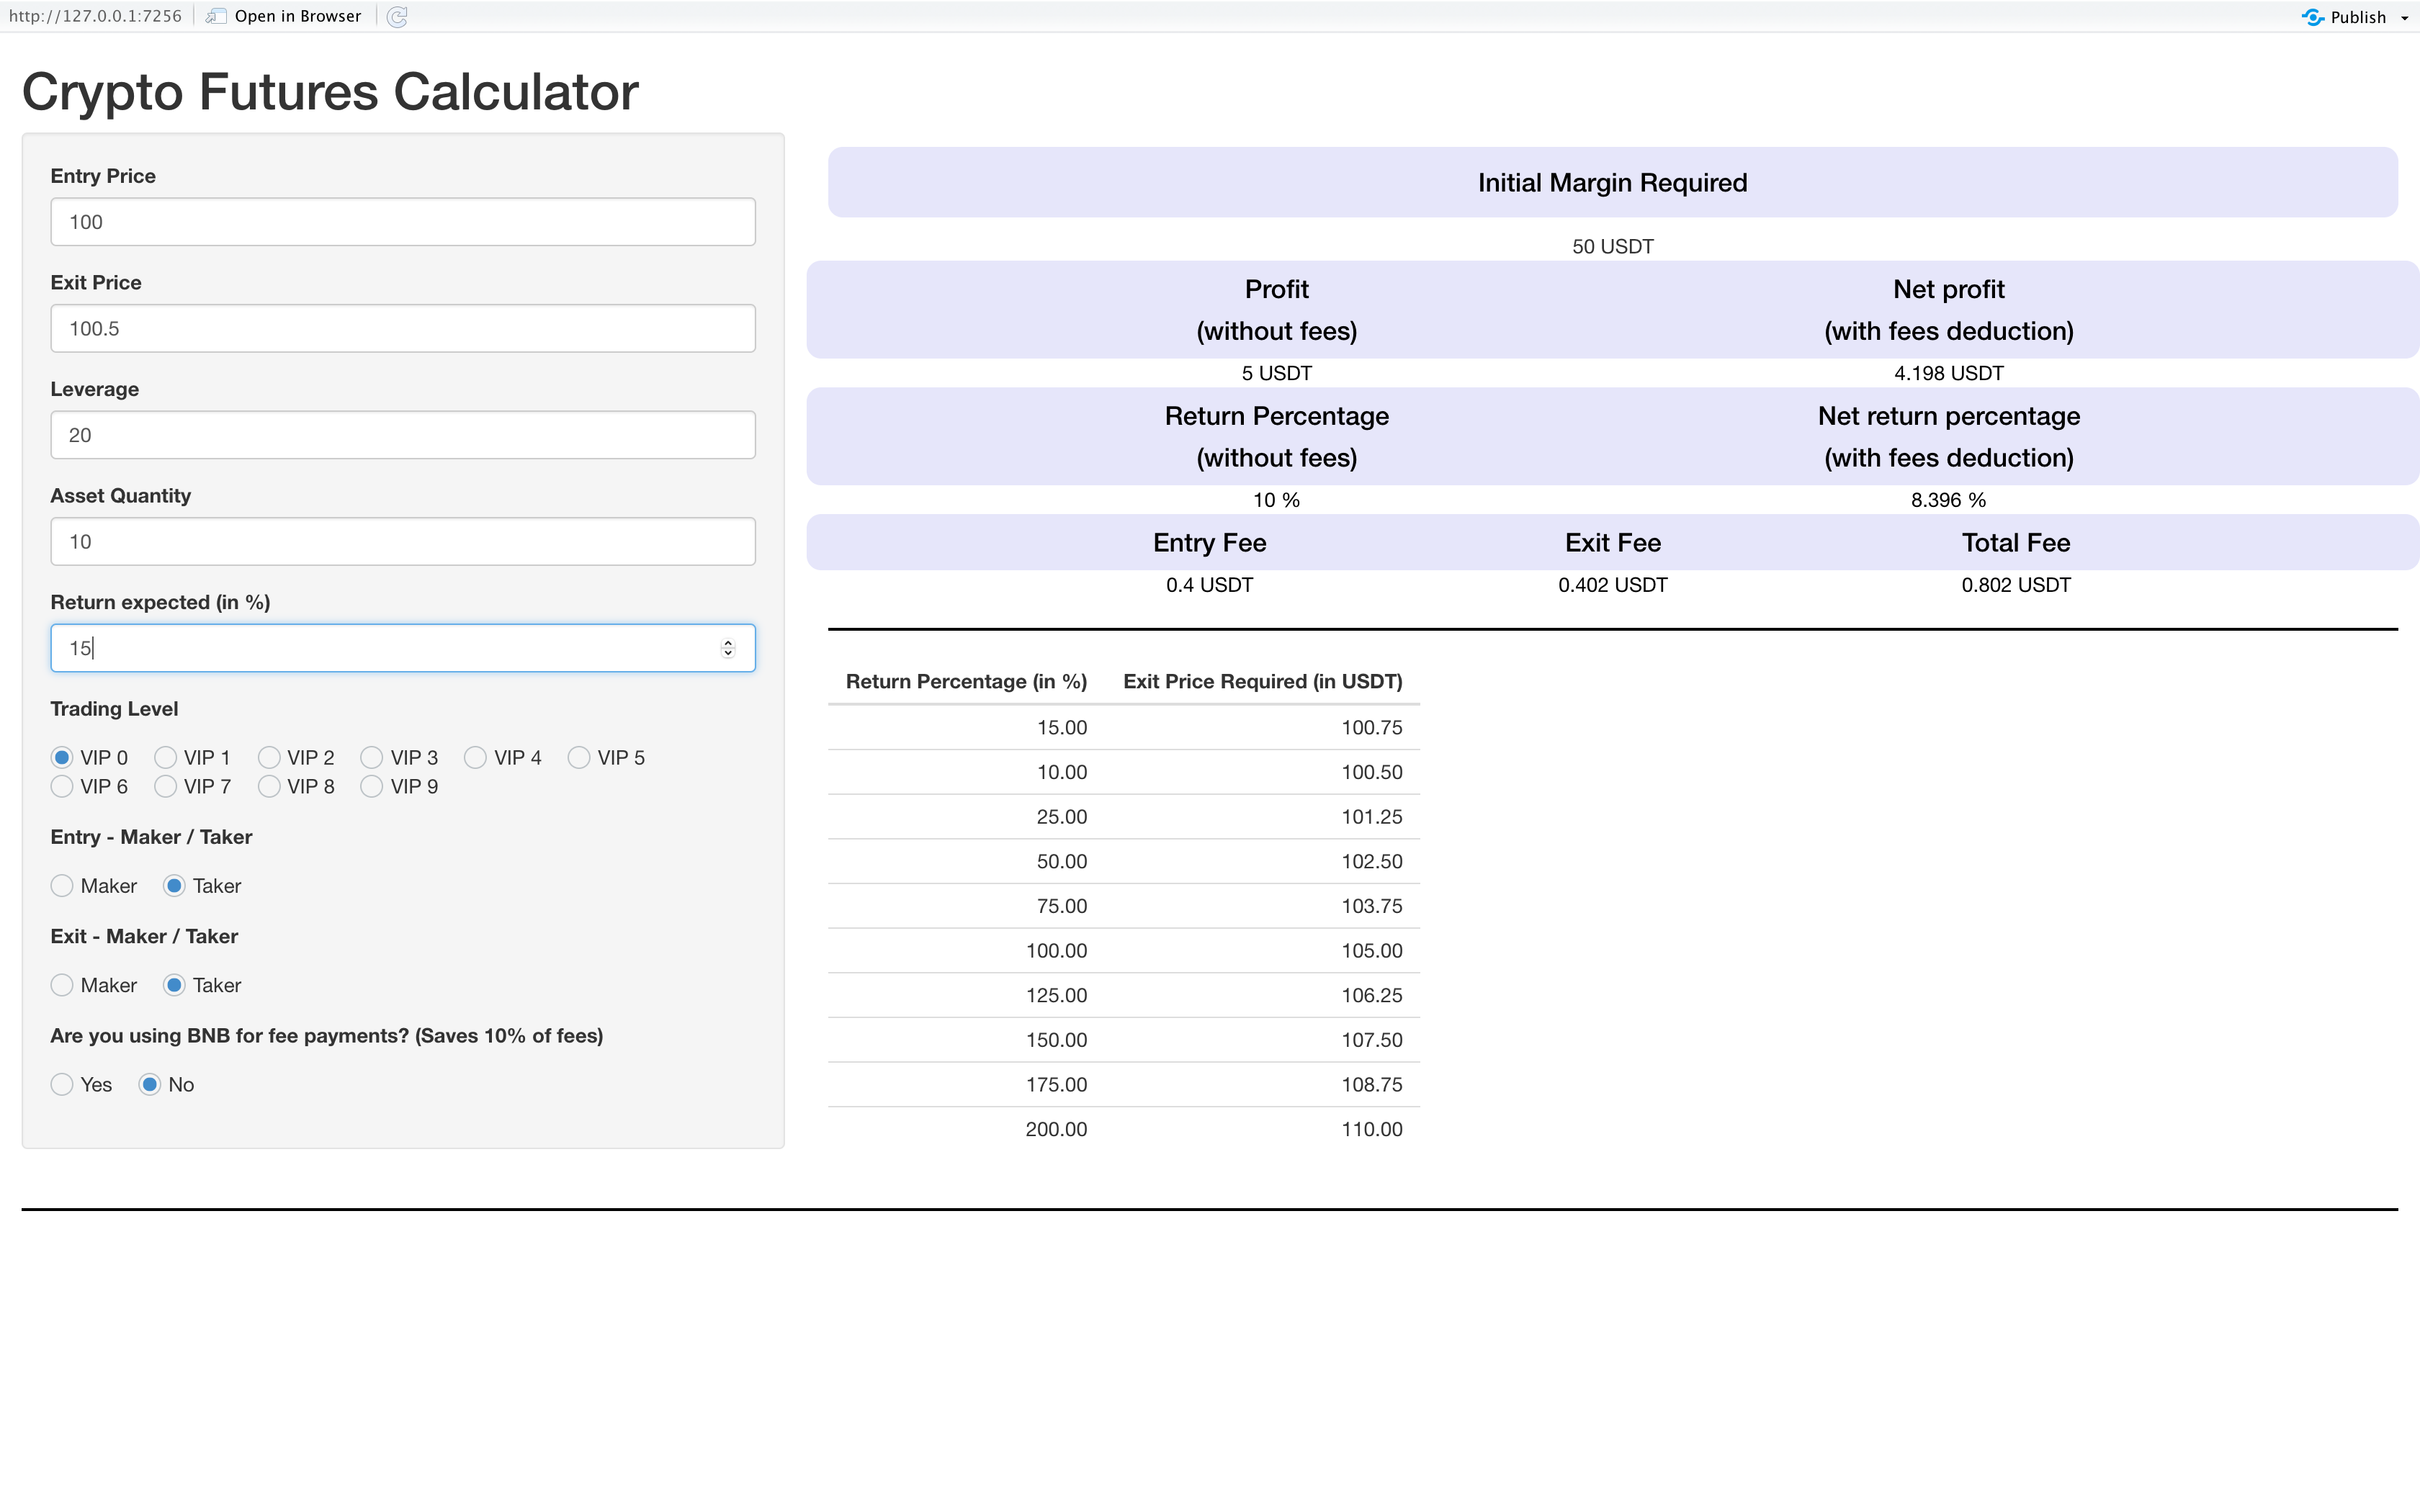 http://127.0.0.1:7256 Open in Browser Publish
Crypto Futures Calculator
Entry Price
100
Exit Price
100.5
Leverage
20
Asset Quantity
10
Return expected (in %)
15
Trading Level
VIP 0 VIP 1 VIP 2 VIP 3 VIP 4 VIP 5
VIP 6 VIP 7 VIP 8 VIP 9
Entry - Maker / Taker
Maker Taker
Exit - Maker / Taker
Maker Taker
Are you using BNB for fee payments? (Saves 10% of fees)
Yes No
Initial Margin Required
50 USDT
Profit Net profit
(without fees) (with fees deduction)
5 USDT 4.198 USDT
Return Percentage Net return percentage
(without fees) (with fees deduction)
10 % 8.396 %
Entry Fee Exit Fee Total Fee
0.4 USDT 0.402 USDT 0.802 USDT
Return Percentage (in %) Exit Price Required (in USDT)
15.00 100.75
10.00 100.50
25.00 101.25
50.00 102.50
75.00 103.75
100.00 105.00
125.00 106.25
150.00 107.50
175.00 108.75
200.00 110.00